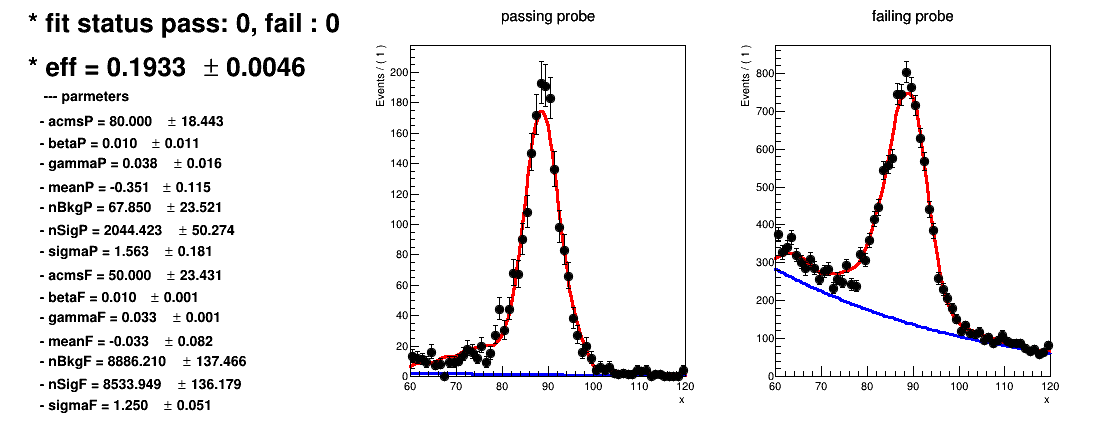 * fit status pass: 0, fail : 0
* eff = 0.1933 ± 0.0046
--- parmeters
- acmsP = 80.000 ± 18.443
- betaP = 0.010 ± 0.011
- gammaP = 0.038 ± 0.016
- meanP = -0.351 ± 0.115
- nBkgP = 67.850 ± 23.521
- nSigP = 2044.423 ± 50.274
- sigmaP = 1.563 ± 0.181
- acmsF = 50.000 ± 23.431
- betaF = 0.010 ± 0.001
- gammaF = 0.033 ± 0.001
- meanF = -0.033 ± 0.082
- nBkgF = 8886.210 ± 137.466
- nSigF = 8533.949 ± 136.179
- sigmaF = 1.250 ± 0.051
passing probe
Events / ( 1 )
200
180
160
140
120
100
80
60
40
20
0
60 70 80 90 100 110 120
x
failing probe
Events / ( 1 )
800
700
600
500
400
300
200
100
0
60 70 80 90 100 110 120
x